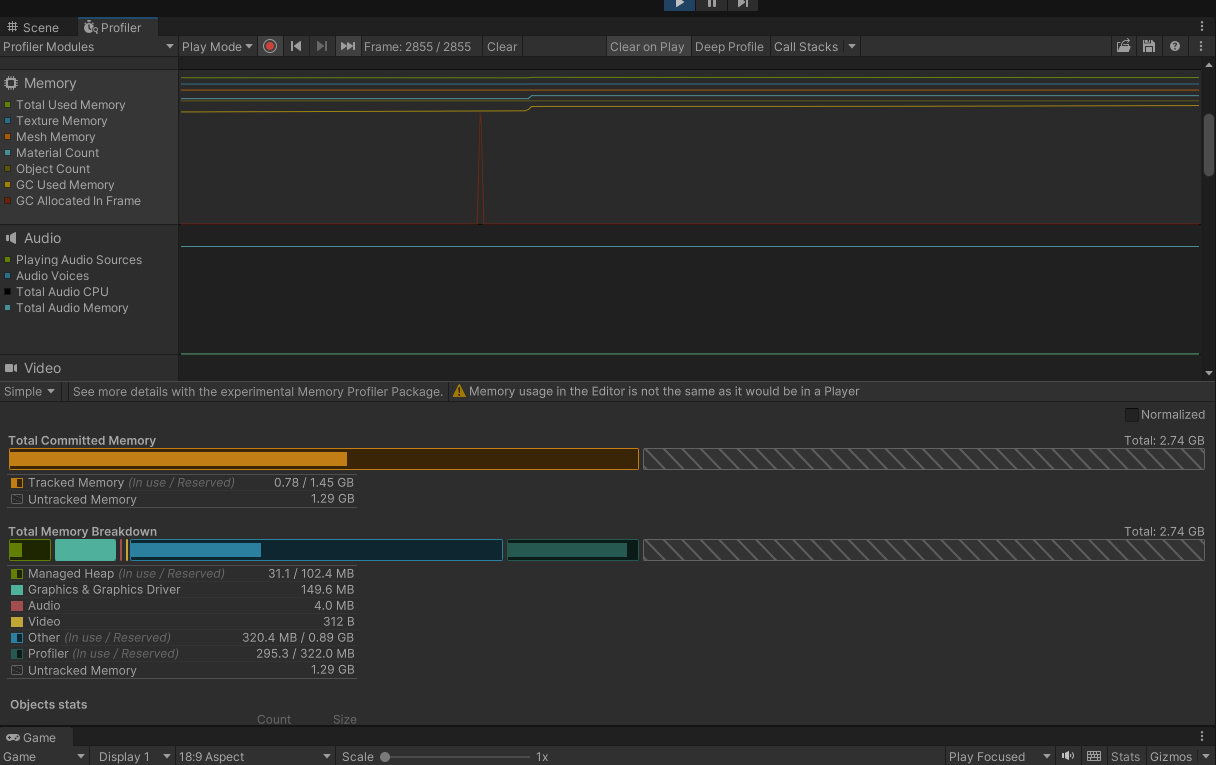 Scene Profiler
Profiler Modules Play Mode Frame: 2855 / 2855 Clear Clear on Play Deep Profile Call Stacks
Memory
Total Used Memory
Texture Memory
Mesh Memory
Material Count
Object Count
GC Used Memory
GC Allocated In Frame
Audio
Playing Audio Sources
Audio Voices
Total Audio CPU
Total Audio Memory
Video
Simple See more details with the experimental Memory Profiler Package. Memory usage in the Editor is not the same as it would be in a Player
Normalized
Total Committed Memory Total: 2.74 GB
Tracked Memory (In use / Reserved) 0.78 / 1.45 GB
Untracked Memory 1.29 GB
Total Memory Breakdown Total: 2.74 GB
Managed Heap (In use / Reserved) 31.1 / 102.4 MB
Graphics & Graphics Driver 149.6 MB
Audio 4.0 MB
Video 312 B
Other (In use / Reserved) 320.4 MB / 0.89 GB
Profiler (In use / Reserved) 295.3 / 322.0 MB
Untracked Memory 1.29 GB
Objects stats
Count Size
Game
Game Display 1 18:9 Aspect Scale 1x Play Focused Stats Gizmos